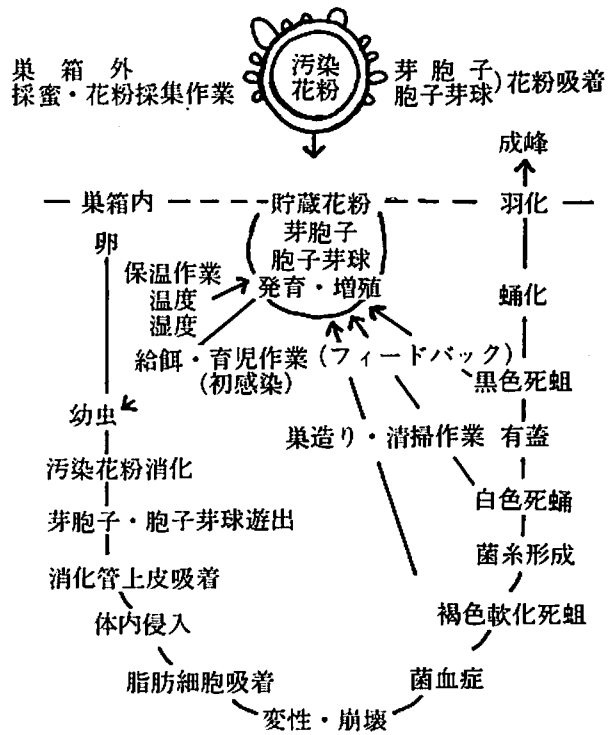 巣箱外
採蜜・花粉採集作業
汚染
花粉
芽胞子
胞子芽球)花粉吸着
成峰
巣箱内
貯蔵花粉
羽化
芽胞子
胞子芽球
発育・増殖
卵
保温作業
温度
湿度
蛹化
給餌・育児作業(フィードバック)
(初感染)
黒色死蛆
幼虫
巣造り・清掃作業
有蓋
汚染花粉消化
白色死蛹
芽胞子・胞子芽球遊出
菌糸形成
消化管上皮吸着
褐色軟化死蛆
体内侵入
脂肪細胞吸着
菌血症
変性・崩壊